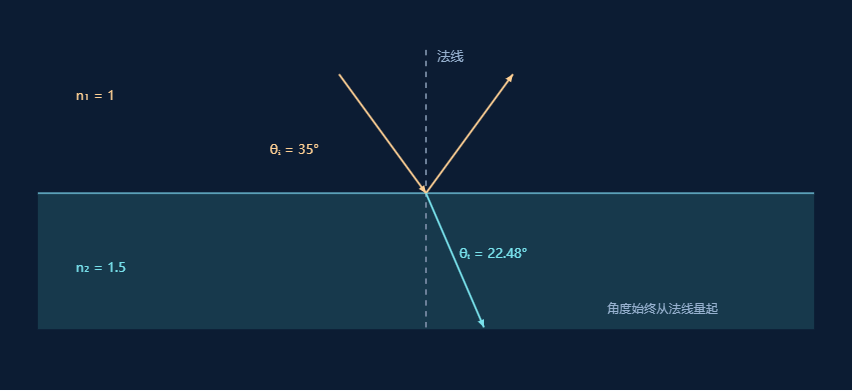 法线
n₁ = 1
θᵢ = 35°
θₜ = 22.48°
n₂ = 1.5
角度始终从法线量起